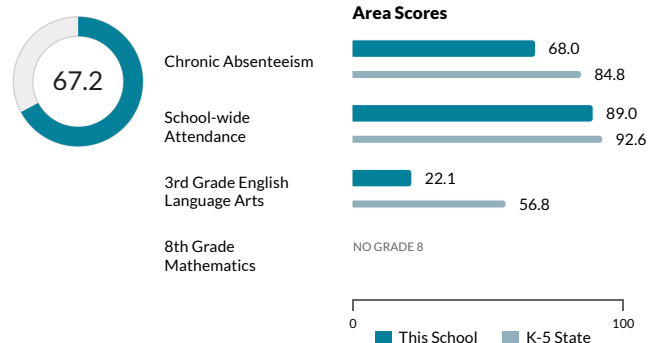 Area Scores
67.2
Chronic Absenteeism
68.0
84.8
School-wide
Attendance
89.0
92.6
3rd Grade English
Language Arts
22.1
56.8
8th Grade
Mathematics
NO GRADE 8
0
100
This School
K-5 State